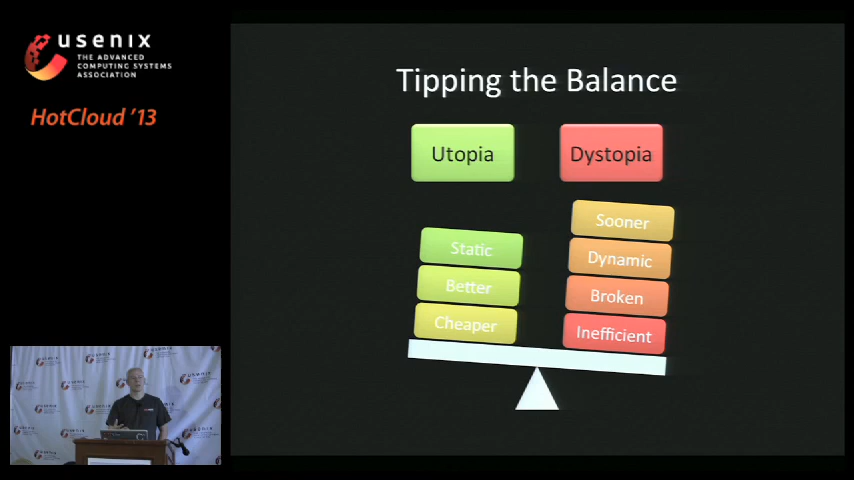 usenix
THE ADVANCED
COMPUTING SYSTEMS
ASSOCIATION
HotCloud '13
Tipping the Balance
Utopia
Dystopia
Static
Better
Cheaper
Sooner
Dynamic
Broken
Inefficient